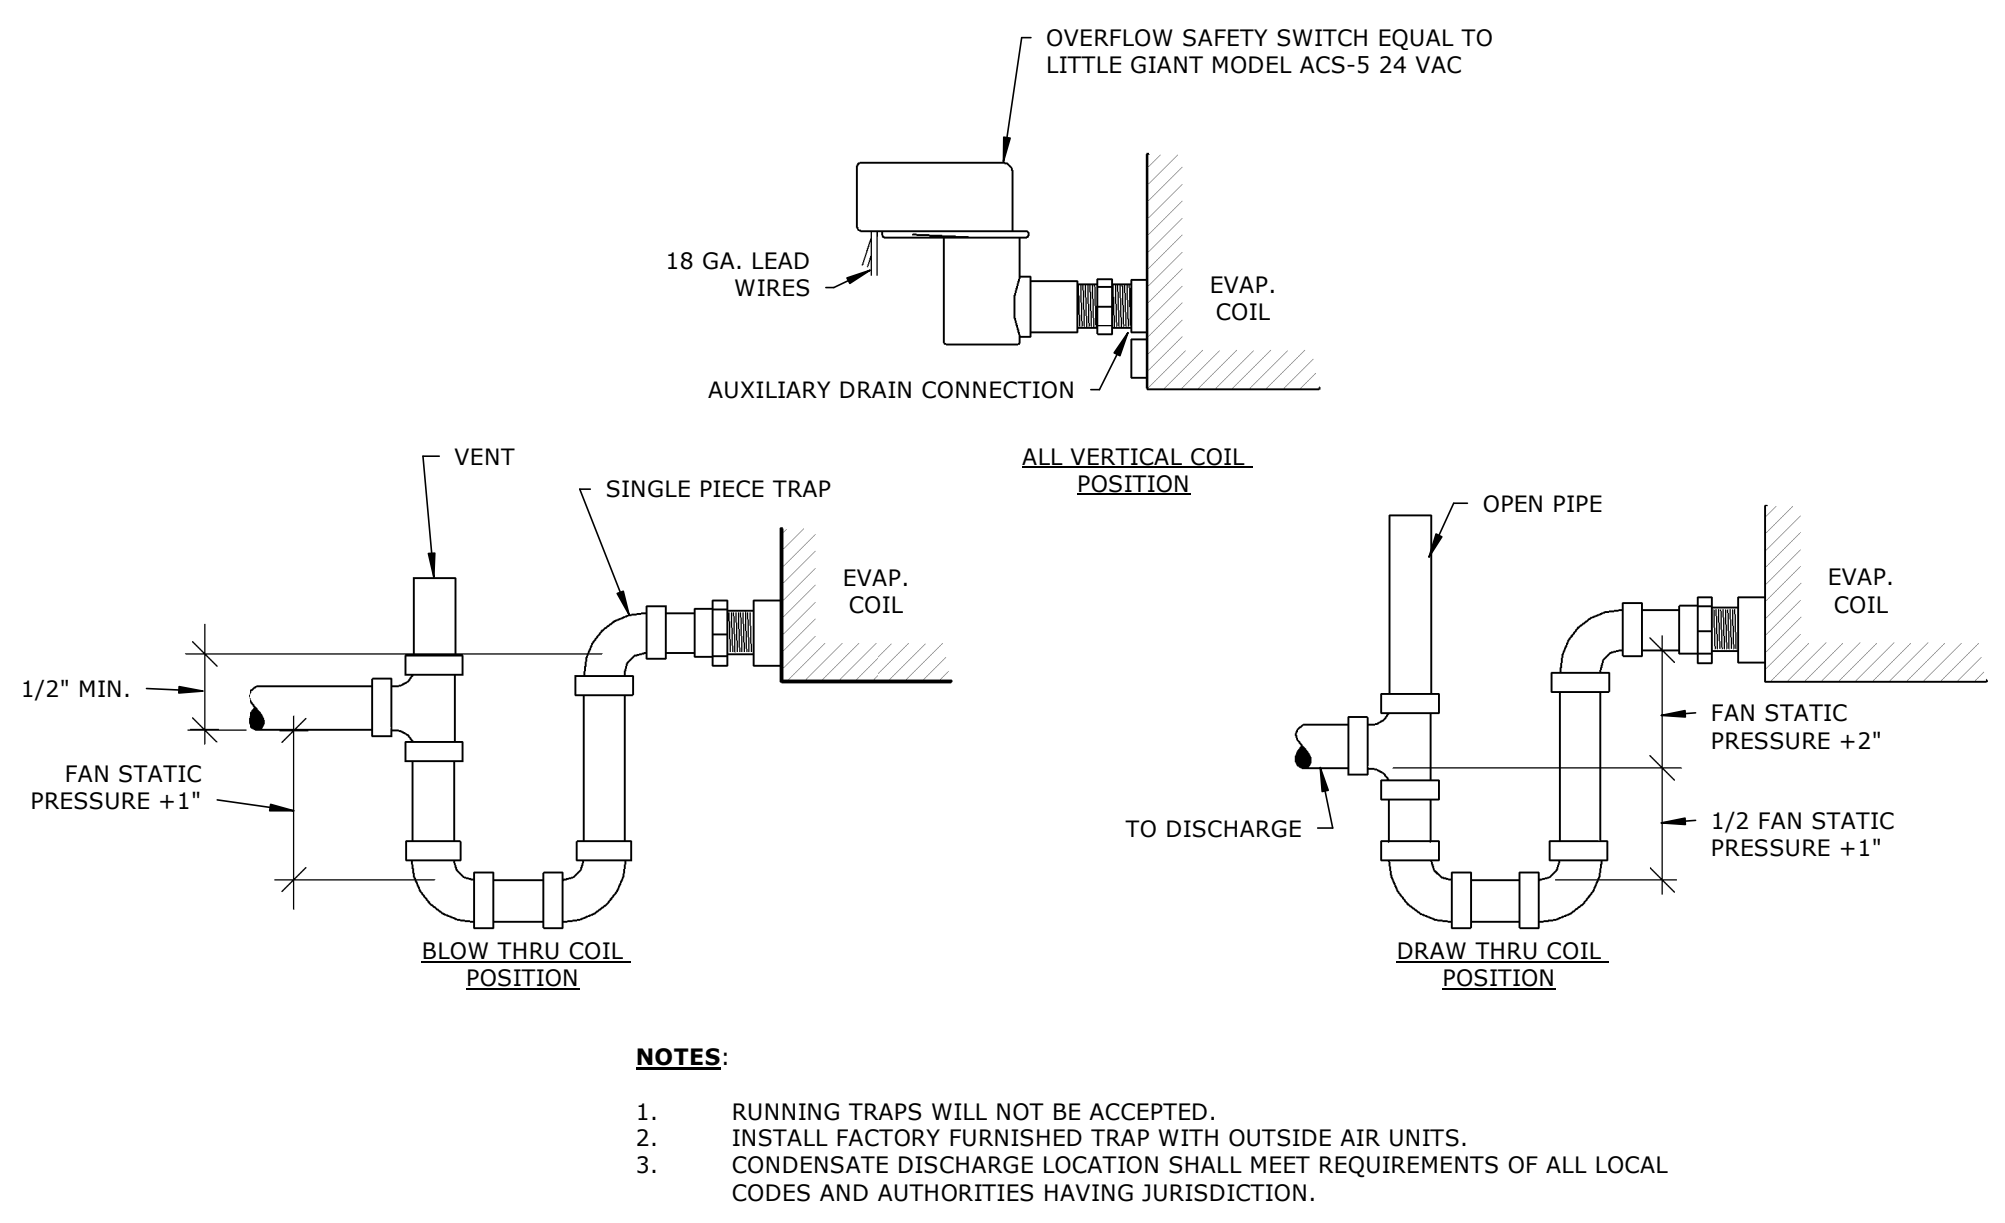 OVERFLOW SAFETY SWITCH EQUAL TO
LITTLE GIANT MODEL ACS-5 24 VAC
18 GA. LEAD
WIRES
EVAP.
COIL
AUXILIARY DRAIN CONNECTION
ALL VERTICAL COIL
POSITION
VENT
SINGLE PIECE TRAP
EVAP.
COIL
1/2" MIN.
FAN STATIC
PRESSURE +1"
BLOW THRU COIL
POSITION
OPEN PIPE
EVAP.
COIL
FAN STATIC
PRESSURE +2"
TO DISCHARGE
1/2 FAN STATIC
PRESSURE +1"
DRAW THRU COIL
POSITION
NOTES:
1. RUNNING TRAPS WILL NOT BE ACCEPTED.
2. INSTALL FACTORY FURNISHED TRAP WITH OUTSIDE AIR UNITS.
3. CONDENSATE DISCHARGE LOCATION SHALL MEET REQUIREMENTS OF ALL LOCAL
CODES AND AUTHORITIES HAVING JURISDICTION.